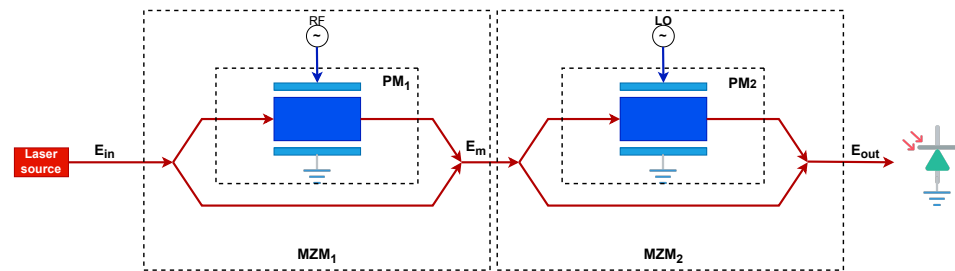 RF
~
LO
~
PM1
PM2
Laser
source
Ein
Em
Eout
MZM1
MZM2